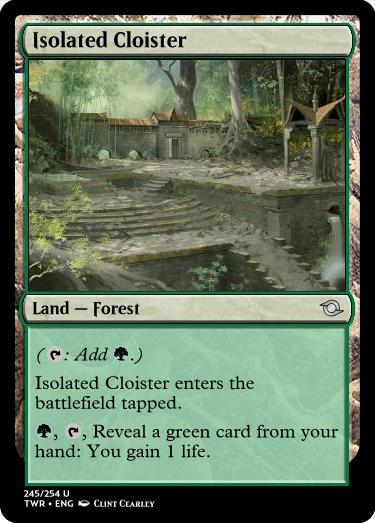 Isolated Cloister
Land — Forest
(: Add .)
Isolated Cloister enters the
battlefield tapped.
, , Reveal a green card from your
hand: You gain 1 life.
245/254 U
TWR • ENG Clint Cearley